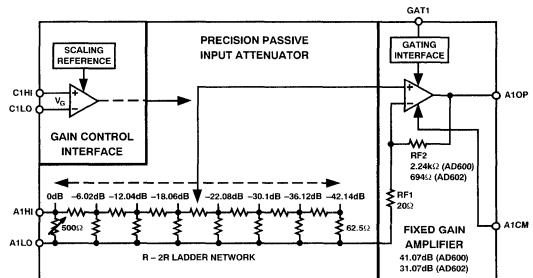 GAT1
SCALING
REFERENCE
PRECISION PASSIVE
INPUT ATTENUATOR
GATING
INTERFACE
C1HI
VG
C1LO
A1OP
GAIN CONTROL
INTERFACE
RF2
2.24kΩ (AD600)
694Ω (AD602)
0dB –6.02dB –12.04dB –18.06dB –22.08dB –30.1dB –36.12dB –42.14dB
RF1
20Ω
A1HI
500Ω
62.5Ω
A1CM
A1LO
R – 2R LADDER NETWORK
FIXED GAIN
AMPLIFIER
41.07dB (AD600)
31.07dB (AD602)